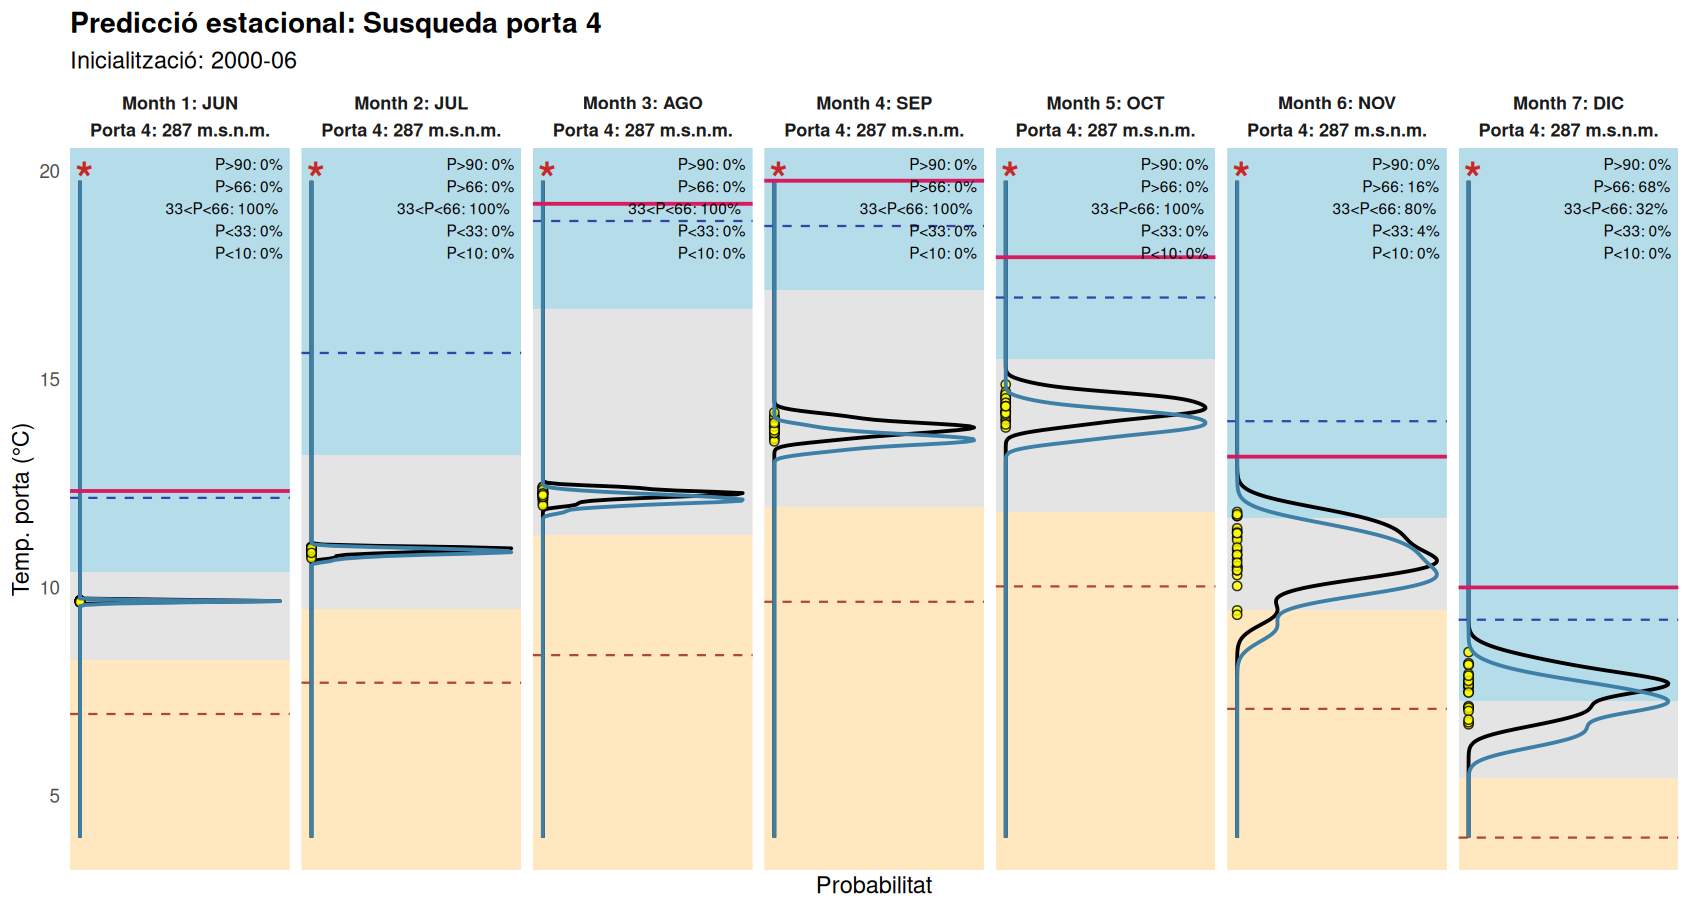 Predicció estacional: Susqueda porta 4
Inicialització: 2000-06
Month 1: JUN
Porta 4: 287 m.s.n.m.
Month 2: JUL
Porta 4: 287 m.s.n.m.
Month 3: AGO
Porta 4: 287 m.s.n.m.
Month 4: SEP
Porta 4: 287 m.s.n.m.
Month 5: OCT
Porta 4: 287 m.s.n.m.
Month 6: NOV
Porta 4: 287 m.s.n.m.
Month 7: DIC
Porta 4: 287 m.s.n.m.
*
P>90: 0%
P>66: 0%
33<P<66: 100%
P<33: 0%
P<10: 0%
*
P>90: 0%
P>66: 0%
33<P<66: 100%
P<33: 0%
P<10: 0%
*
P>90: 0%
P>66: 0%
33<P<66: 100%
P<33: 0%
P<10: 0%
*
P>90: 0%
P>66: 0%
33<P<66: 100%
P<33: 0%
P<10: 0%
*
P>90: 0%
P>66: 0%
33<P<66: 100%
P<33: 0%
P<10: 0%
*
P>90: 0%
P>66: 16%
33<P<66: 80%
P<33: 4%
P<10: 0%
*
P>90: 0%
P>66: 68%
33<P<66: 32%
P<33: 0%
P<10: 0%
20
15
10
5
Temp. porta (°C)
Probabilitat